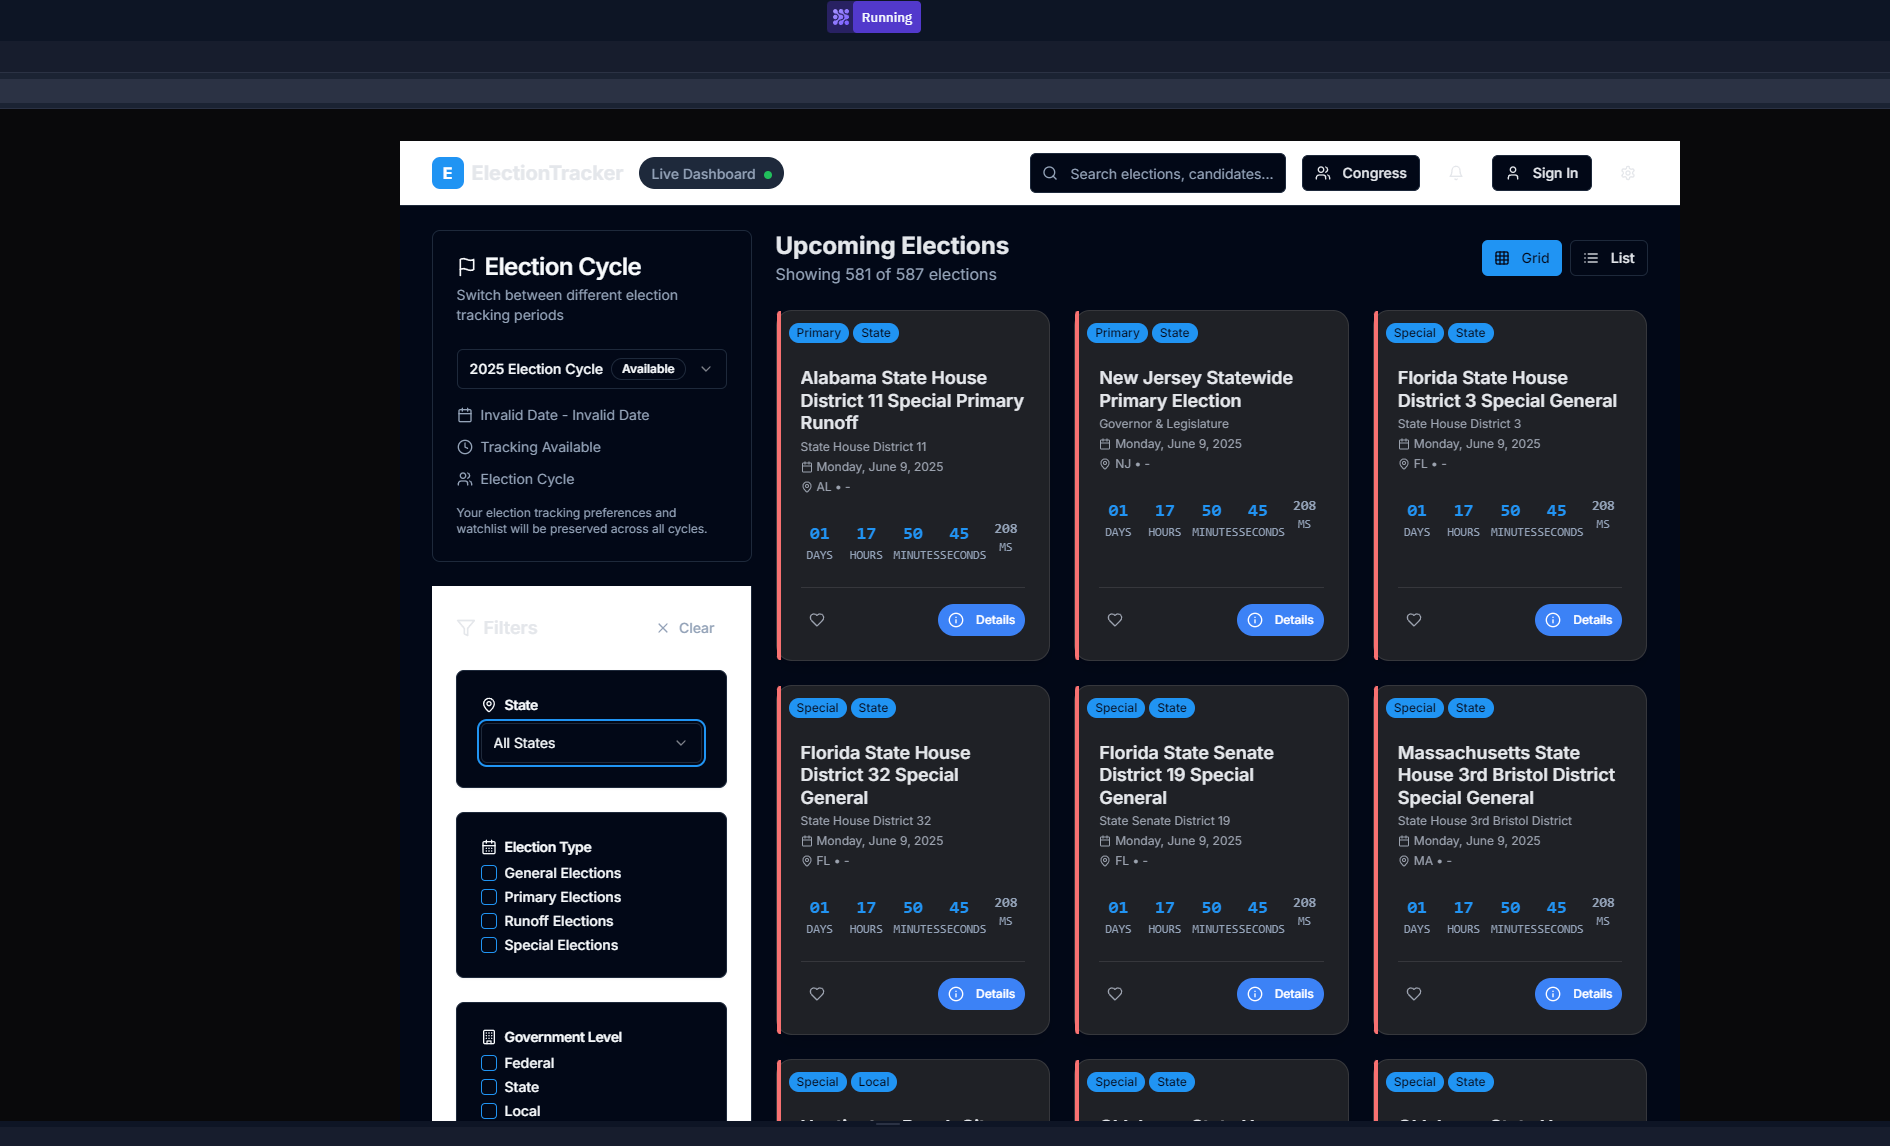 Running
E ElectionTracker
Live Dashboard
Search elections, candidates...
Congress
Sign In
Election Cycle
Switch between different election
tracking periods
2025 Election Cycle Available
Invalid Date - Invalid Date
Tracking Available
Election Cycle
Your election tracking preferences and
watchlist will be preserved across all cycles.
Filters
Clear
State
All States
Election Type
General Elections
Primary Elections
Runoff Elections
Special Elections
Government Level
Federal
State
Local
Upcoming Elections
Showing 581 of 587 elections
Grid
List
Primary State
Alabama State House
District 11 Special Primary
Runoff
State House District 11
Monday, June 9, 2025
AL • -
01 17 50 45 208
DAYS HOURS MINUTES SECONDS MS
Details
Primary State
New Jersey Statewide
Primary Election
Governor & Legislature
Monday, June 9, 2025
NJ • -
01 17 50 45 208
DAYS HOURS MINUTES SECONDS MS
Details
Special State
Florida State House
District 3 Special General
State House District 3
Monday, June 9, 2025
FL • -
01 17 50 45 208
DAYS HOURS MINUTES SECONDS MS
Details
Special State
Florida State House
District 32 Special
General
State House District 32
Monday, June 9, 2025
FL • -
01 17 50 45 208
DAYS HOURS MINUTES SECONDS MS
Details
Special State
Florida State Senate
District 19 Special
General
State Senate District 19
Monday, June 9, 2025
FL • -
01 17 50 45 208
DAYS HOURS MINUTES SECONDS MS
Details
Special State
Massachusetts State
House 3rd Bristol District
Special General
State House 3rd Bristol District
Monday, June 9, 2025
MA • -
01 17 50 45 208
DAYS HOURS MINUTES SECONDS MS
Details
Special Local
Special State
Special State